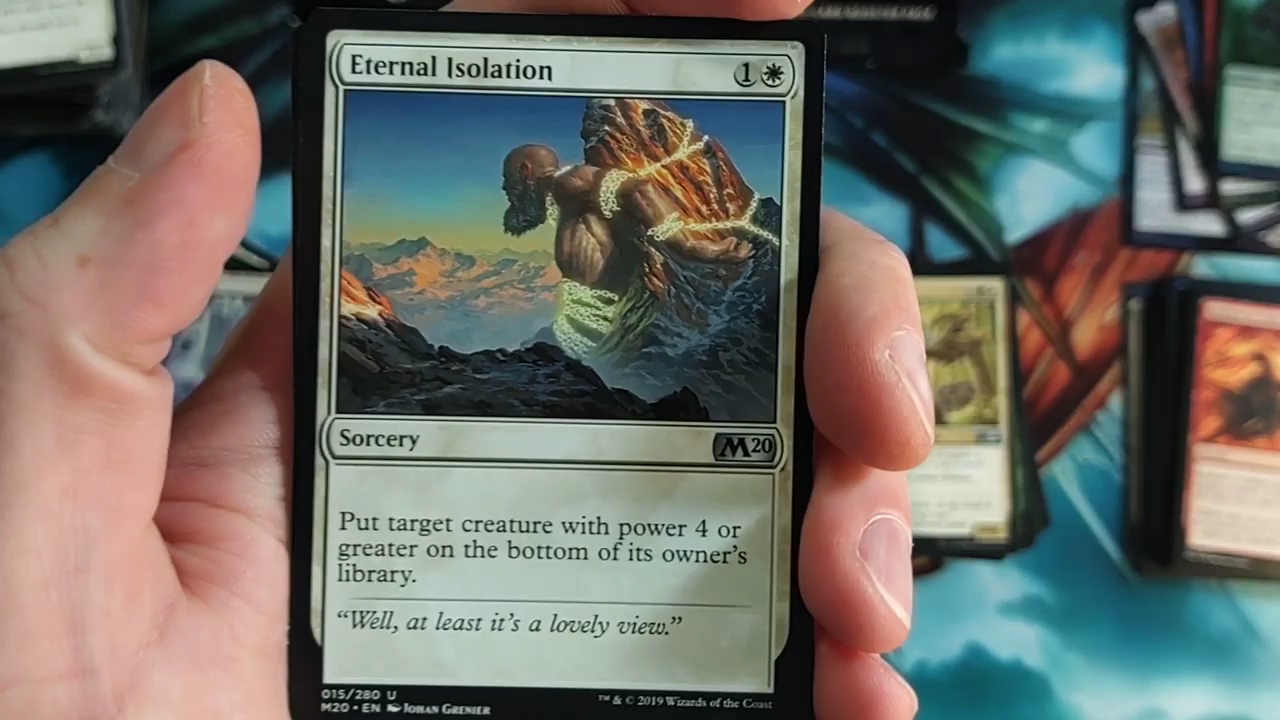 Eternal Isolation 1
Sorcery M20
Put target creature with power 4 or
greater on the bottom of its owner's
library.
“Well, at least it's a lovely view.”
015/280 U
M20 • EN Johan Grenier
™ & © 2019 Wizards of the Coast